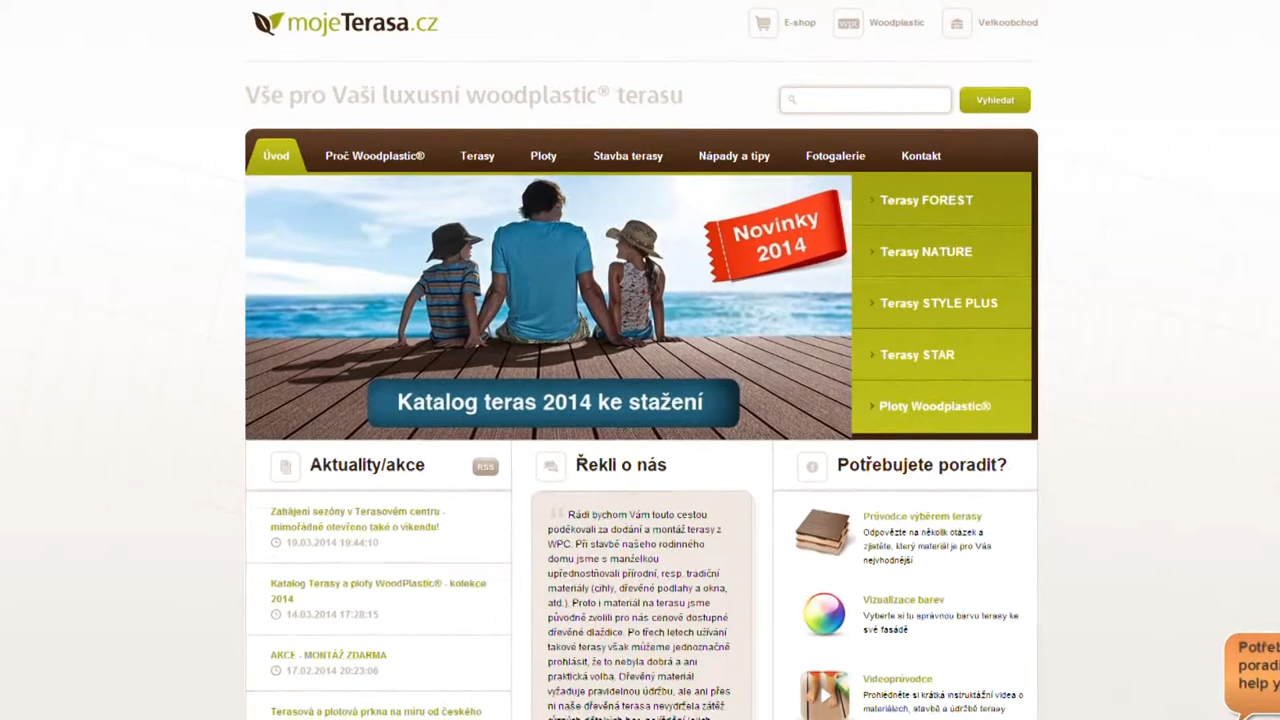 mojeTerasa.cz
E-shop
wpc
Woodplastic
Velkoobchod
Vše pro Vaši luxusní woodplastic® terasu
Vyhledat
Úvod
Proč Woodplastic®
Terasy
Ploty
Stavba terasy
Nápady a tipy
Fotogalerie
Kontakt
Novinky
2014
Katalog teras 2014 ke stažení
Terasy FOREST
Terasy NATURE
Terasy STYLE PLUS
Terasy STAR
Ploty Woodplastic®
Aktuality/akce
RSS
Zahájení sezóny v Terasovém centru -
mimořádně otevřeno také o víkendu!
19.03.2014 19:44:10
Katalog Terasy a ploty WoodPlastic® - kolekce
2014
14.03.2014 17:28:15
AKCE - MONTÁŽ ZDARMA
17.02.2014 20:23:06
Terasová a plotová prkna na míru od českého
Řekli o nás
Rádi bychom Vám touto cestou
poděkovali za dodání a montáž terasy z
WPC. Při stavbě našeho rodinného
domu jsme s manželkou
upřednostňovali přírodní, resp. tradiční
materiály (cihly, dřevěné podlahy a okna,
atd.). Proto i materiál na terasu jsme
původně zvolili pro nás cenově dostupné
dřevěné dlaždice. Po třech letech užívání
takové terasy však můžeme jednoznačně
prohlásit, že to nebyla dobrá a ani
praktická volba. Dřevěný materiál
vyžaduje pravidelnou údržbu, ale ani přes
ni naše dřevěná terasa nevydržela zátěž
Potřebujete poradit?
Průvodce výběrem terasy
Odpovězte na několik otázek a
zjistěte, který materiál je pro Vás
nejvhodnější
Vizualizace barev
Vyberte si tu správnou barvu terasy ke
své fasádě
Videoprůvodce
Prohlédněte si krátká instruktážní videa o
materiálech, stavbě a údržbě terasy
Potřeb
poradi
help y